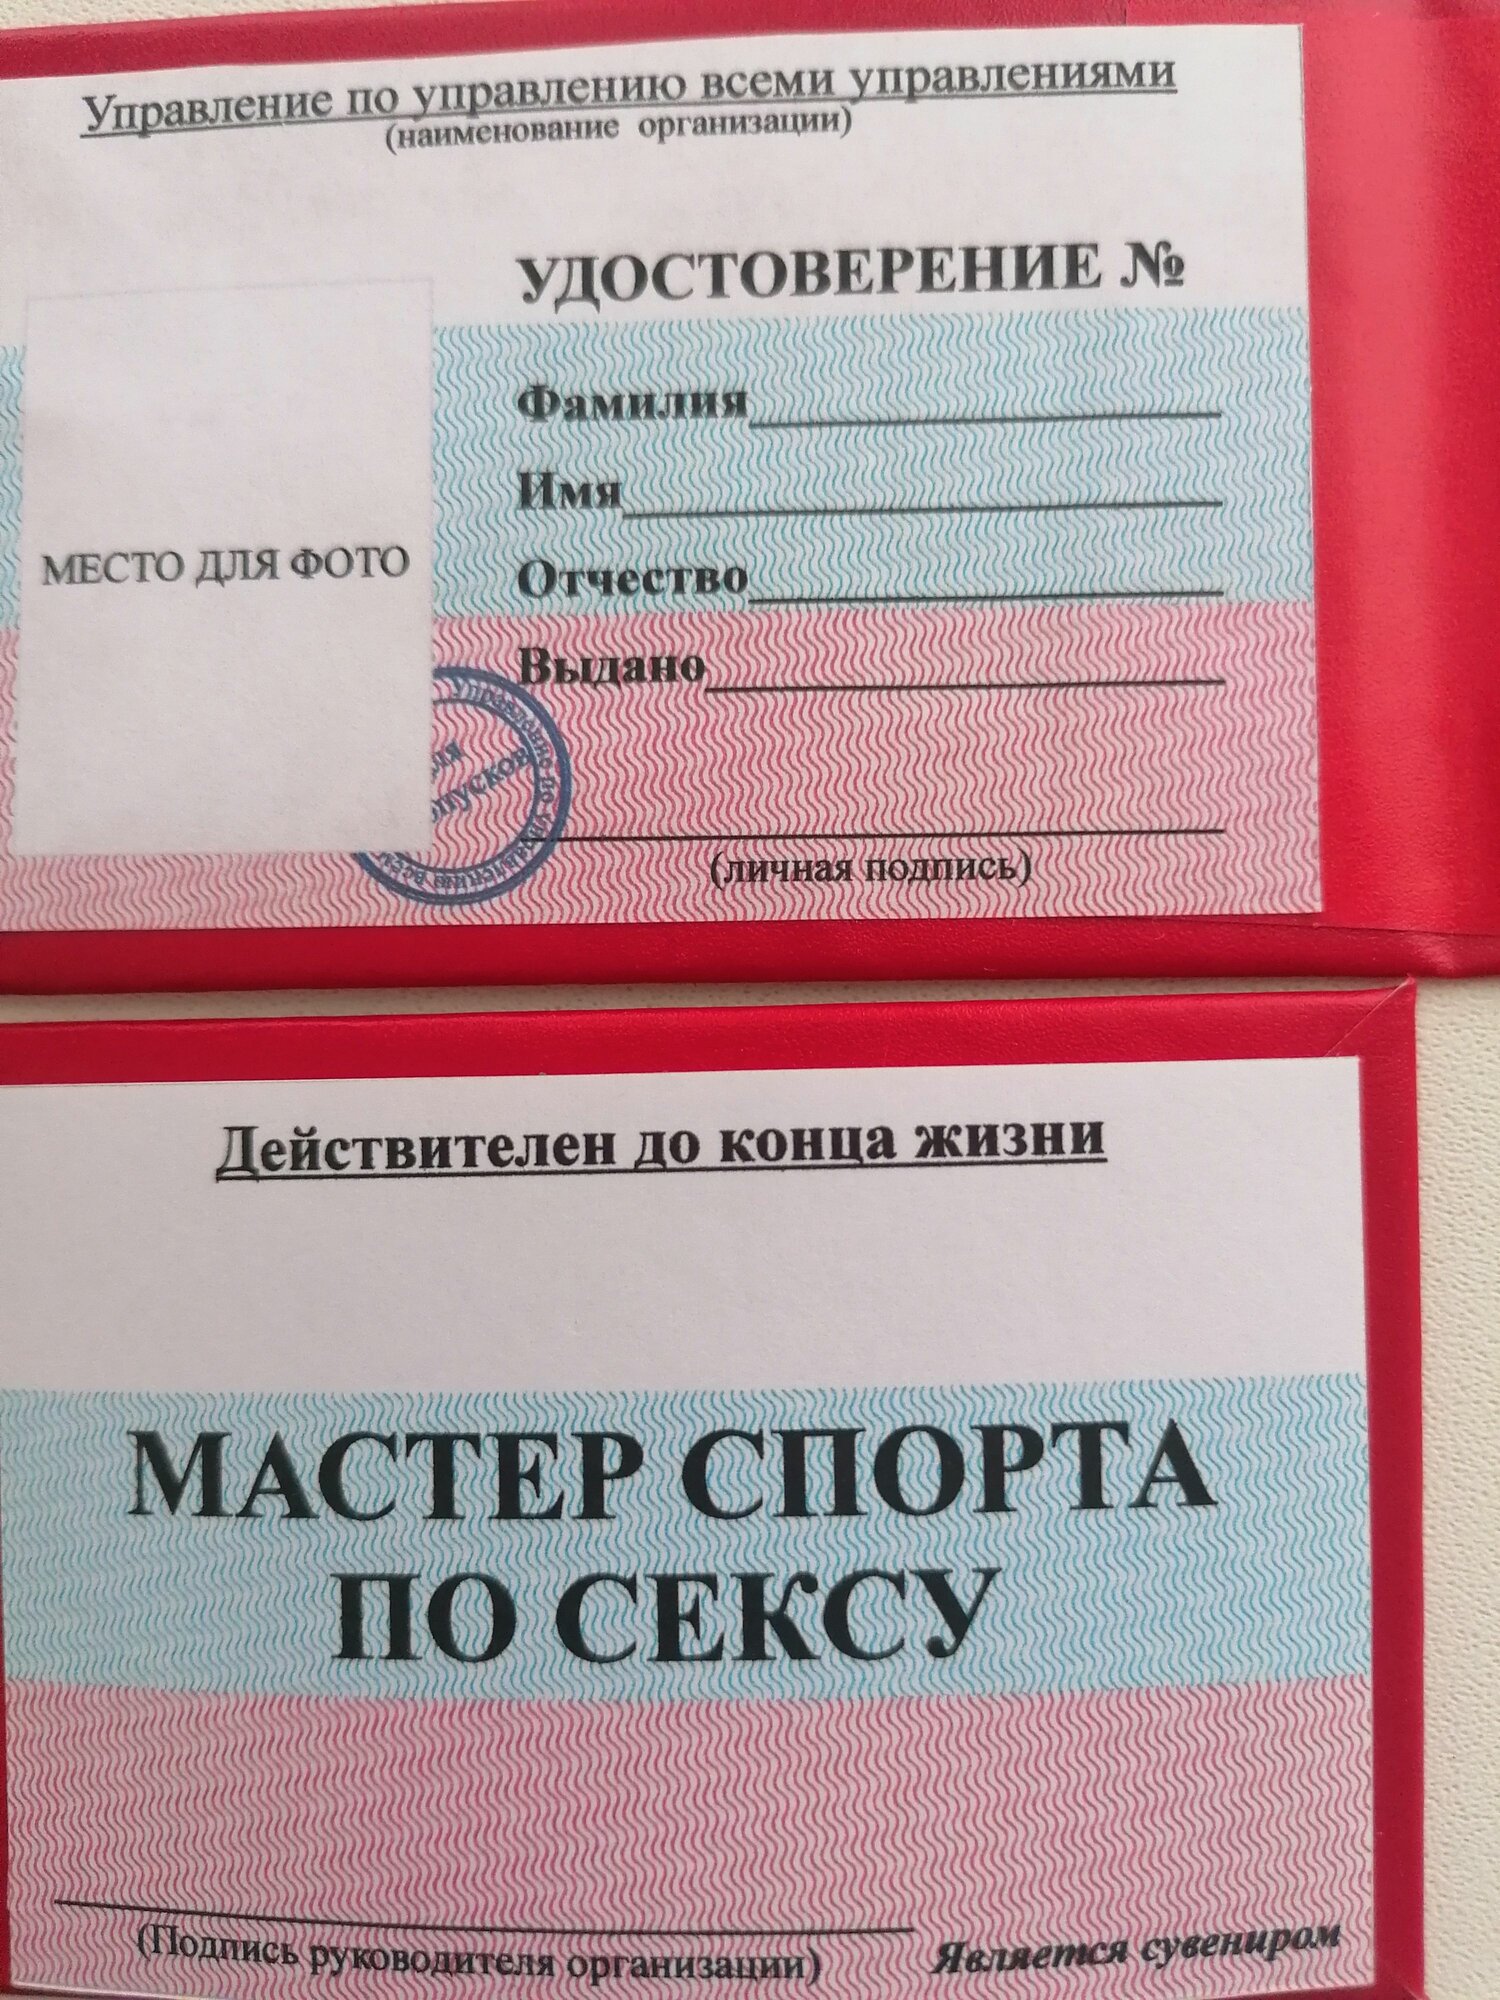 Управление по управлению всеми управлениями
(наименование организации)
УДОСТОВЕРЕНИЕ №
Фамилия
Имя
МЕСТО ДЛЯ ФОТО
Отчество
Выдано
(личная подпись)
Действителен до конца жизни
МАСТЕР СПОРТА
ПО СЕКСУ
(Подпись руководителя организации)
Является сувениром